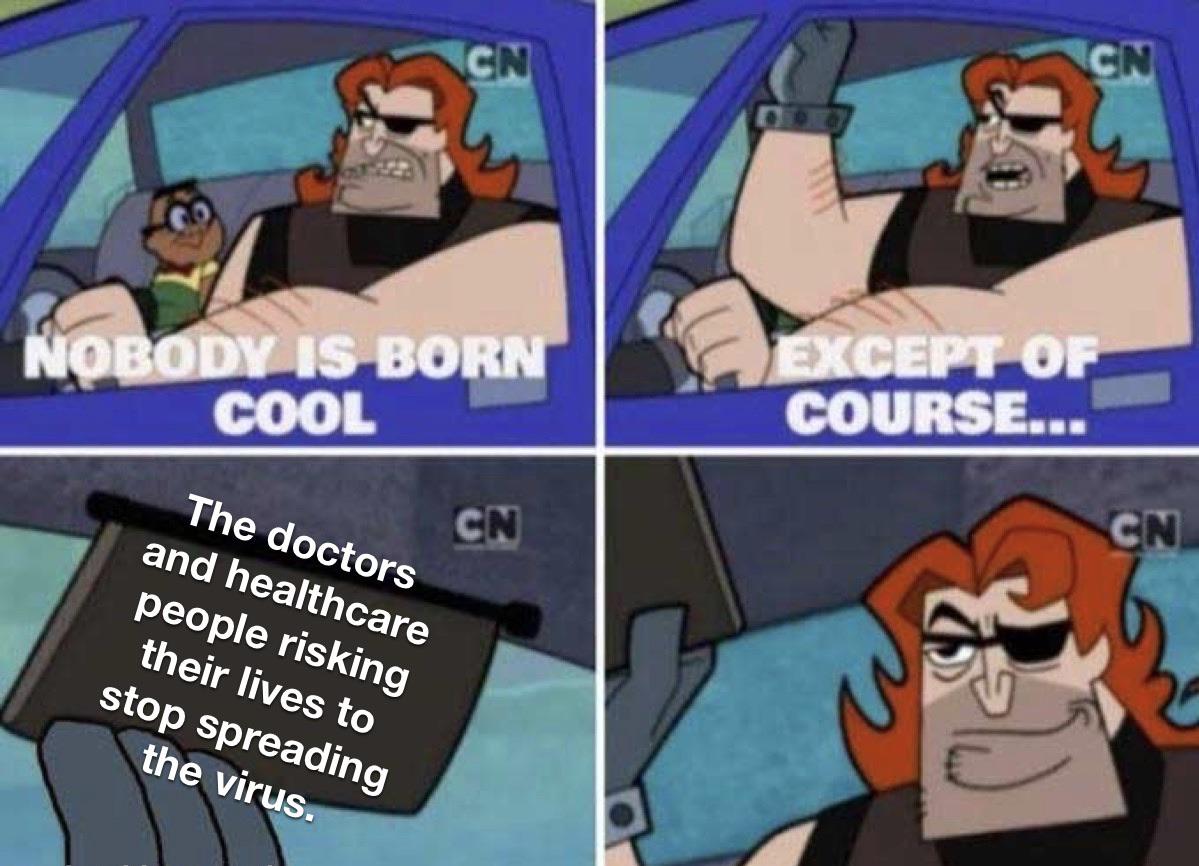 CN
NOBODY IS BORN
COOL
CN
EXCEPT OF
COURSE...
CN
The doctors
and healthcare
people risking
their lives to
stop spreading
the virus.
CN